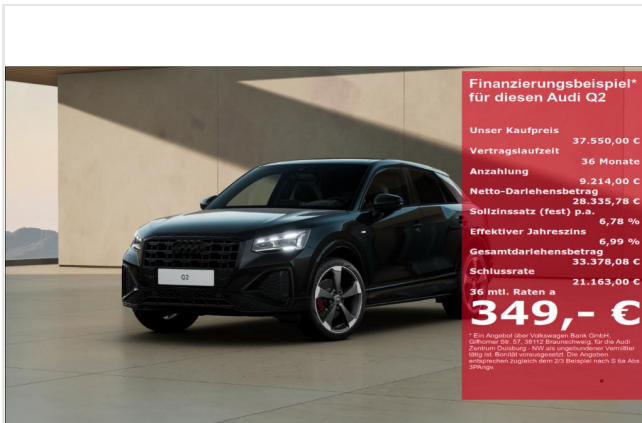 Finanzierungsbeispiel*
für diesen Audi Q2
Unser Kaufpreis
37.550,00 €
Vertragslaufzeit
36 Monate
Anzahlung
9.214,00 €
Netto-Darlehensbetrag
28.335,78 €
Sollzinssatz (fest) p.a.
6,78 %
Effektiver Jahreszins
6,99 %
Gesamtdarlehensbetrag
33.378,08 €
Schlussrate
21.163,00 €
36 mtl. Raten a
349,- €
* Ein Angebot über Volkswagen Bank GmbH,
Gifhorner Str. 57, 38112 Braunschweig, für die Audi
Zentrum Duisburg - NW als ungebundener Vermittler
tätig ist. Bonität vorausgesetzt. Die Angaben
entsprechen zugleich dem 2/3 Beispiel nach S 6a Abs.
3PAngv.
Q2